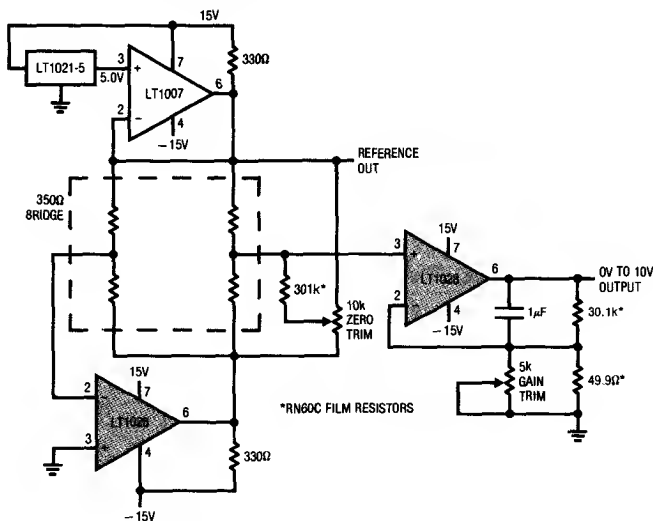 15V
LT1021-5
5.0V
3
+
7
330Ω
LT1007
6
2
−
4
−15V
REFERENCE
OUT
350Ω
BRIDGE
301k*
10k
ZERO
TRIM
15V
3
+
7
LT1028
6
2
−
4
−15V
0V TO 10V
OUTPUT
1µF
30.1k*
5k
GAIN
TRIM
49.9Ω*
15V
2
−
7
LT1028
6
3
+
4
330Ω
−15V
*RN60C FILM RESISTORS